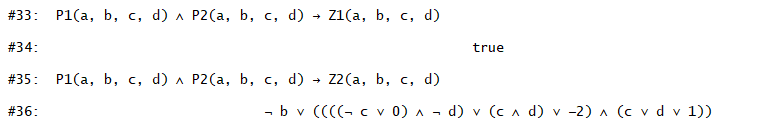 #33: P1(a, b, c, d) ∧ P2(a, b, c, d) → Z1(a, b, c, d)
#34: true
#35: P1(a, b, c, d) ∧ P2(a, b, c, d) → Z2(a, b, c, d)
#36: ¬ b ∨ ((((¬ c ∨ 0) ∧ ¬ d) ∨ (c ∧ d) ∨ −2) ∧ (c ∨ d ∨ 1))